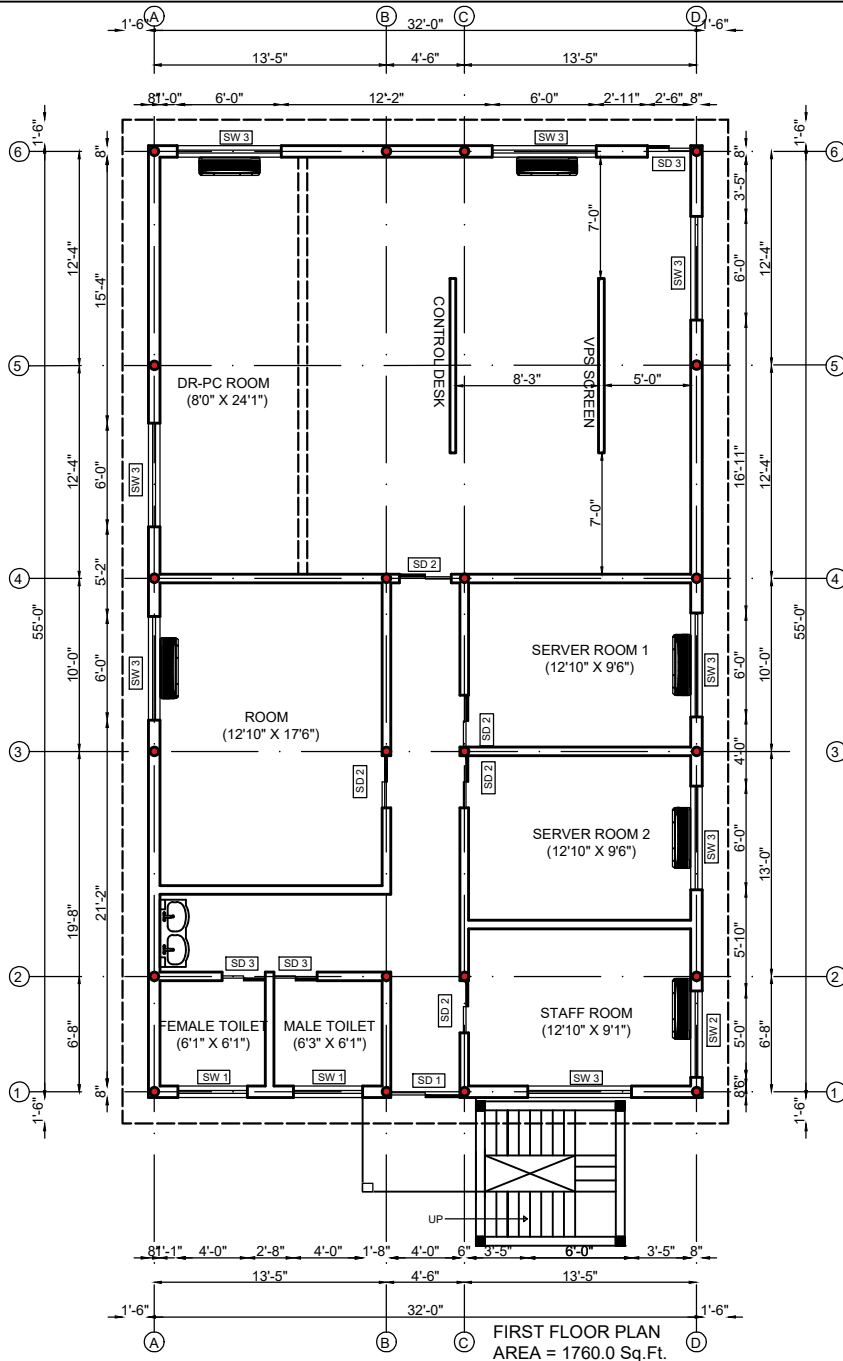 A B C D
1'-6" 32'-0" 1'-6"
13'-5" 4'-6" 13'-5"
8" 1'-0" 6'-0" 12'-2" 6'-0" 2'-11" 2'-6" 8"
1'-6" 1'-6"
SW 3 SW 3
6 8" 8" 6
SD 3
3'-5"
7'-0"
12'-4" 15'-4" SW 3 6'-0" 12'-4"
CONTROL DESK
VPS SCREEN
5 5
DR-PC ROOM
(8'0" X 24'1")
8'-3" 5'-0"
12'-4" 6'-0" SW 3 16'-11" 12'-4"
7'-0"
SD 2
4 5'-2" 4
55'-0" 55'-0"
SERVER ROOM 1
(12'10" X 9'6")
10'-0" 6'-0" SW 3 SW 3 6'-0" 10'-0"
ROOM
(12'10" X 17'6")
SD 2
3 4'-0" 3
SD 2 SD 2
SERVER ROOM 2
(12'10" X 9'6")
SW 3 6'-0" 13'-0"
19'-8" 21'-2" 5'-10"
SD 3 SD 3
2 2
SD 2
STAFF ROOM
(12'10" X 9'1")
FEMALE TOILET
(6'1" X 6'1")
MALE TOILET
(6'3" X 6'1")
6'-8" SW 2 5'-0" 6'-8"
SW 1 SW 1 SD 1 SW 3
1 8" 6" 8" 1
1'-6" 1'-6"
UP
8" 1'-1" 4'-0" 2'-8" 4'-0" 1'-8" 4'-0" 6" 3'-5" 6'-0" 3'-5" 8"
13'-5" 4'-6" 13'-5"
1'-6" 32'-0" 1'-6"
A B C D
FIRST FLOOR PLAN
AREA = 1760.0 Sq.Ft.